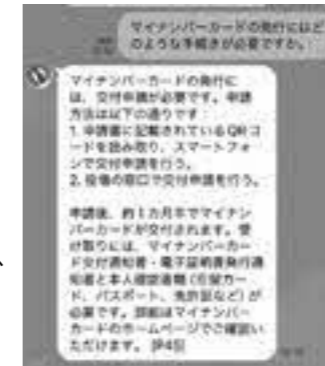 マイナンバーカードの発行にはど
のような手続きが必要ですか。
マイナンバーカードの発行に
は、交付申請が必要です。申請
方法は以下の通りです：
1. 申請書に記載されているQRコ
ードを読み取り、スマートフォ
ンで交付申請を行う。
2. 役場の窓口で交付申請を行う。
申請後、約1カ月半でマイナン
バーカードが交付されます。受
け取りには、マイナンバーカー
ド交付通知書・電子証明書発行通
知書と本人確認書類（在留カー
ド、パスポート、免許証など）が
必要です。詳細はマイナンバー
カードのホームページでご確認い
ただけます。
、